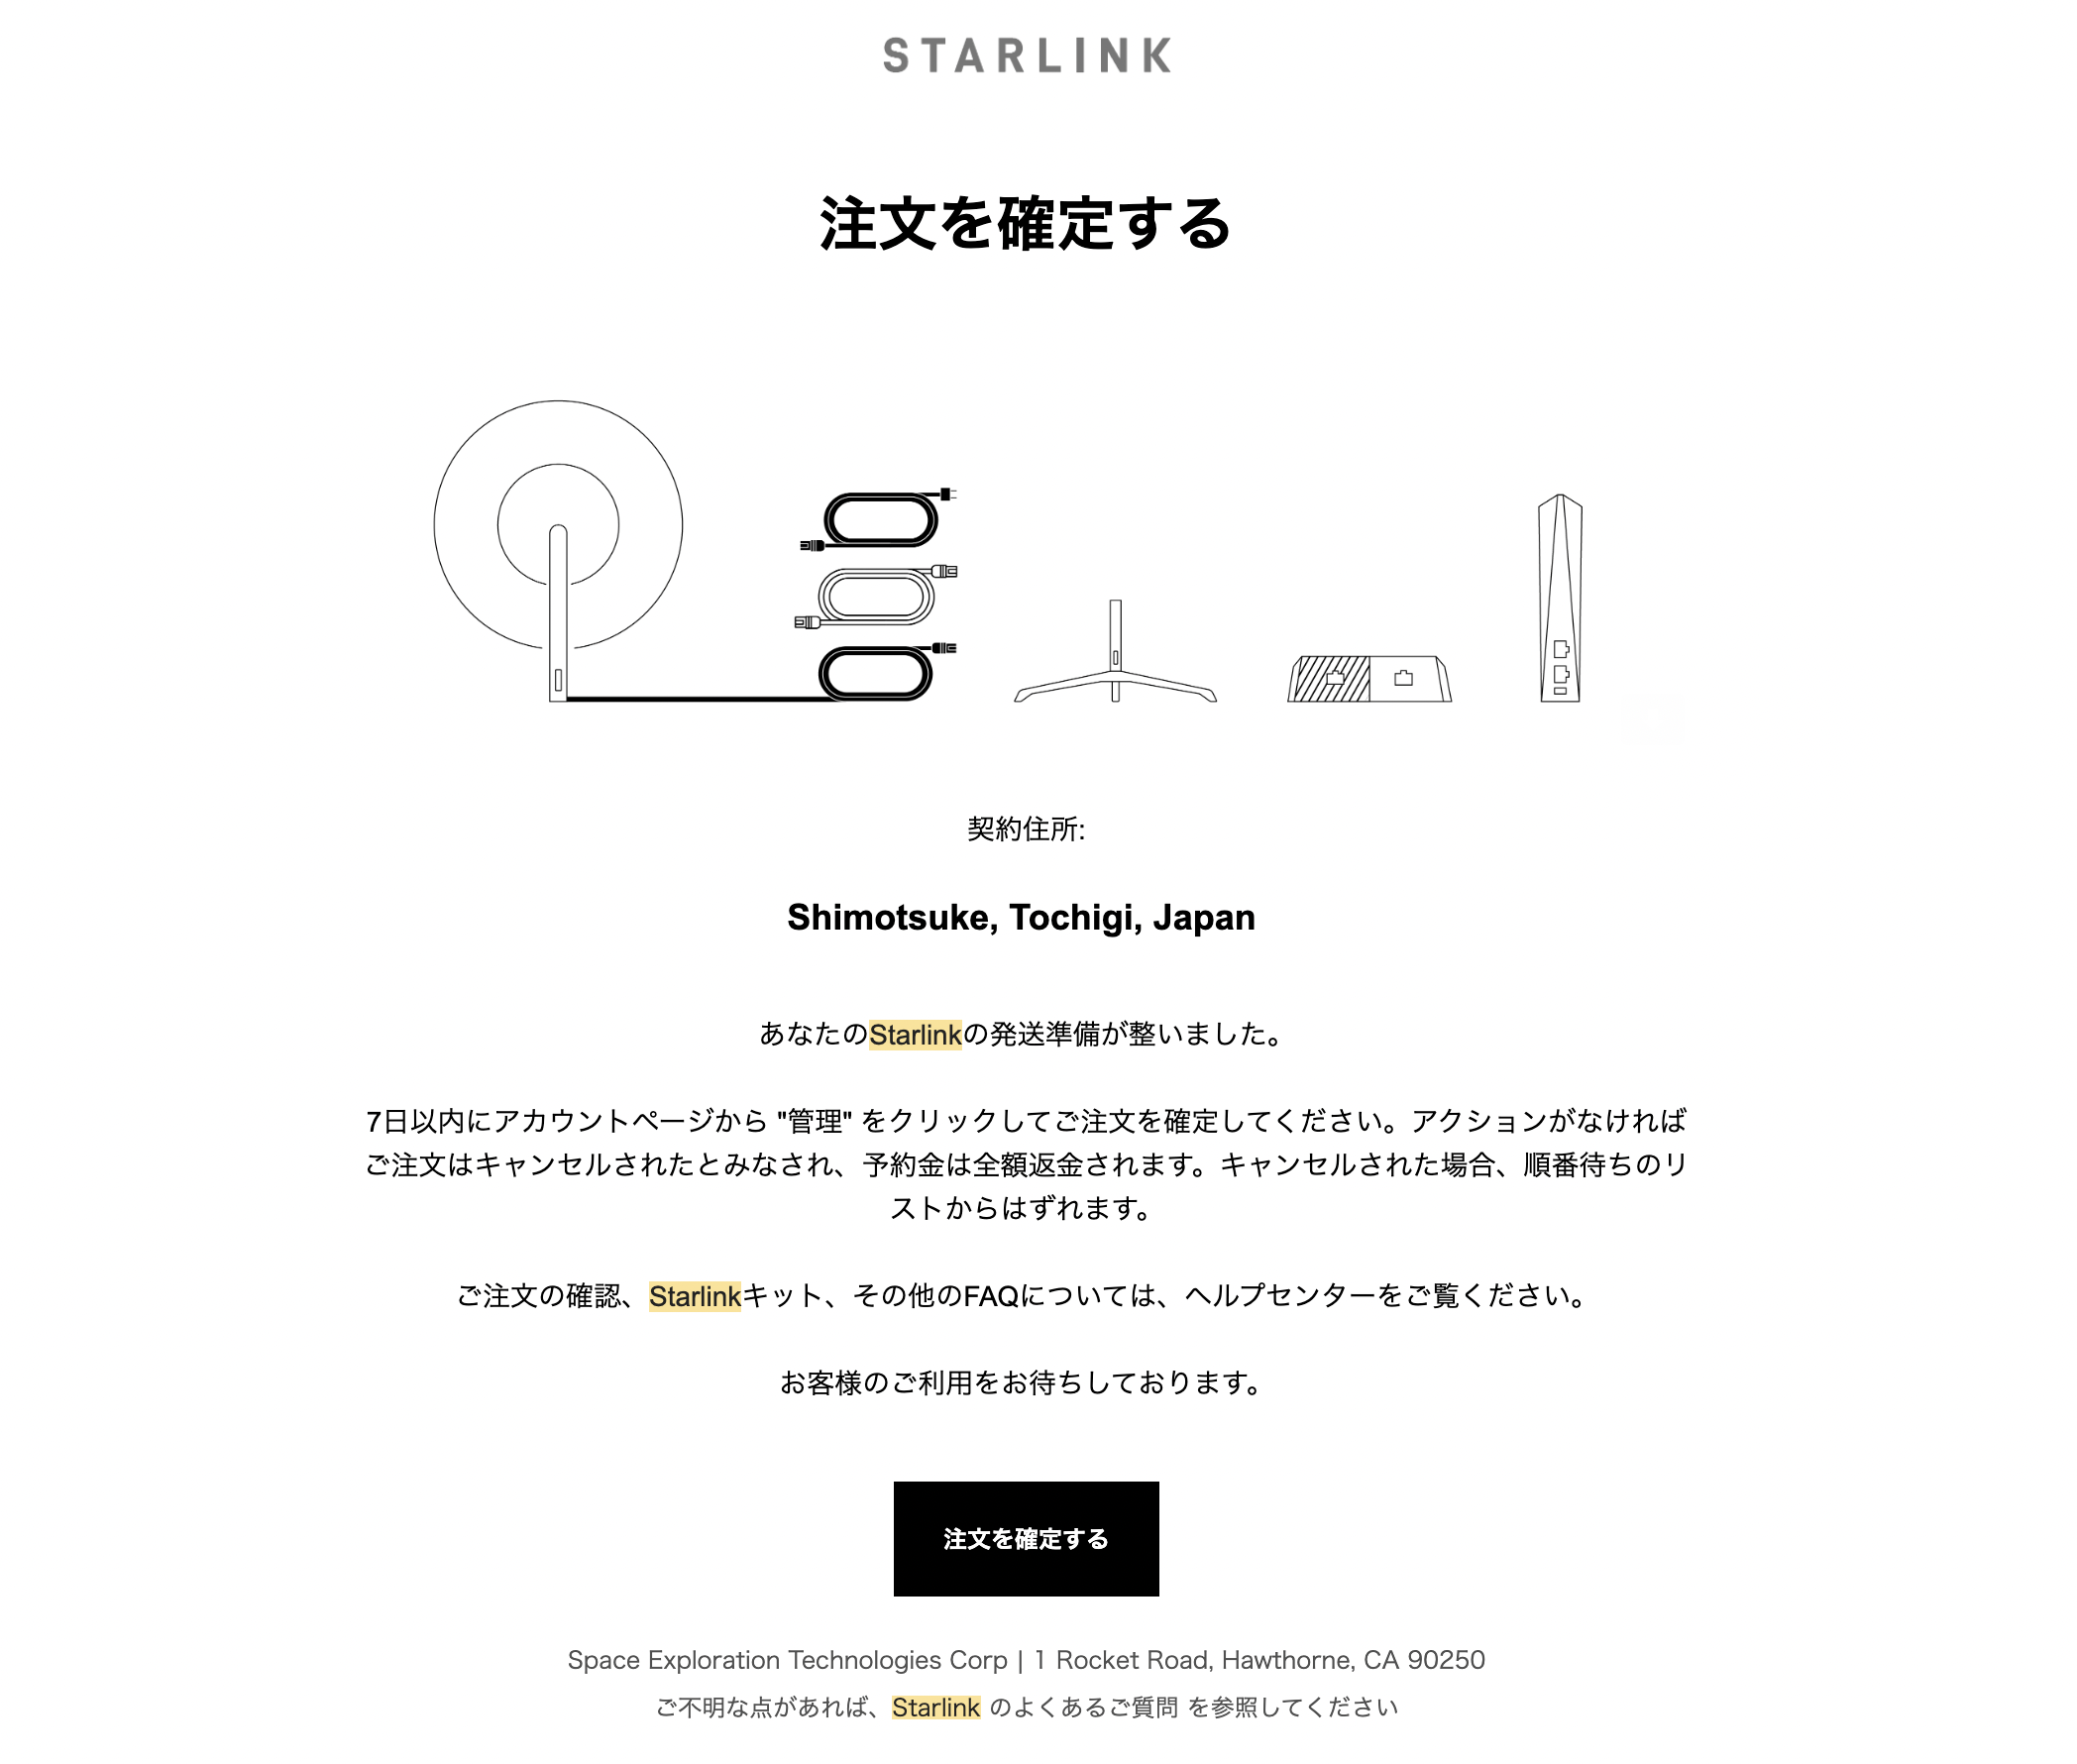 STARLINK
注文を確定する
契約住所:
Shimotsuke, Tochigi, Japan
あなたのStarlinkの発送準備が整いました。
7日以内にアカウントページから "管理" をクリックしてご注文を確定してください。アクションがなければ
ご注文はキャンセルされたとみなされ、予約金は全額返金されます。キャンセルされた場合、順番待ちのリ
ストからはずれます。
ご注文の確認、Starlinkキット、その他のFAQについては、ヘルプセンターをご覧ください。
お客様のご利用をお待ちしております。
注文を確定する
Space Exploration Technologies Corp | 1 Rocket Road, Hawthorne, CA 90250
ご不明な点があれば、Starlink のよくあるご質問 を参照してください